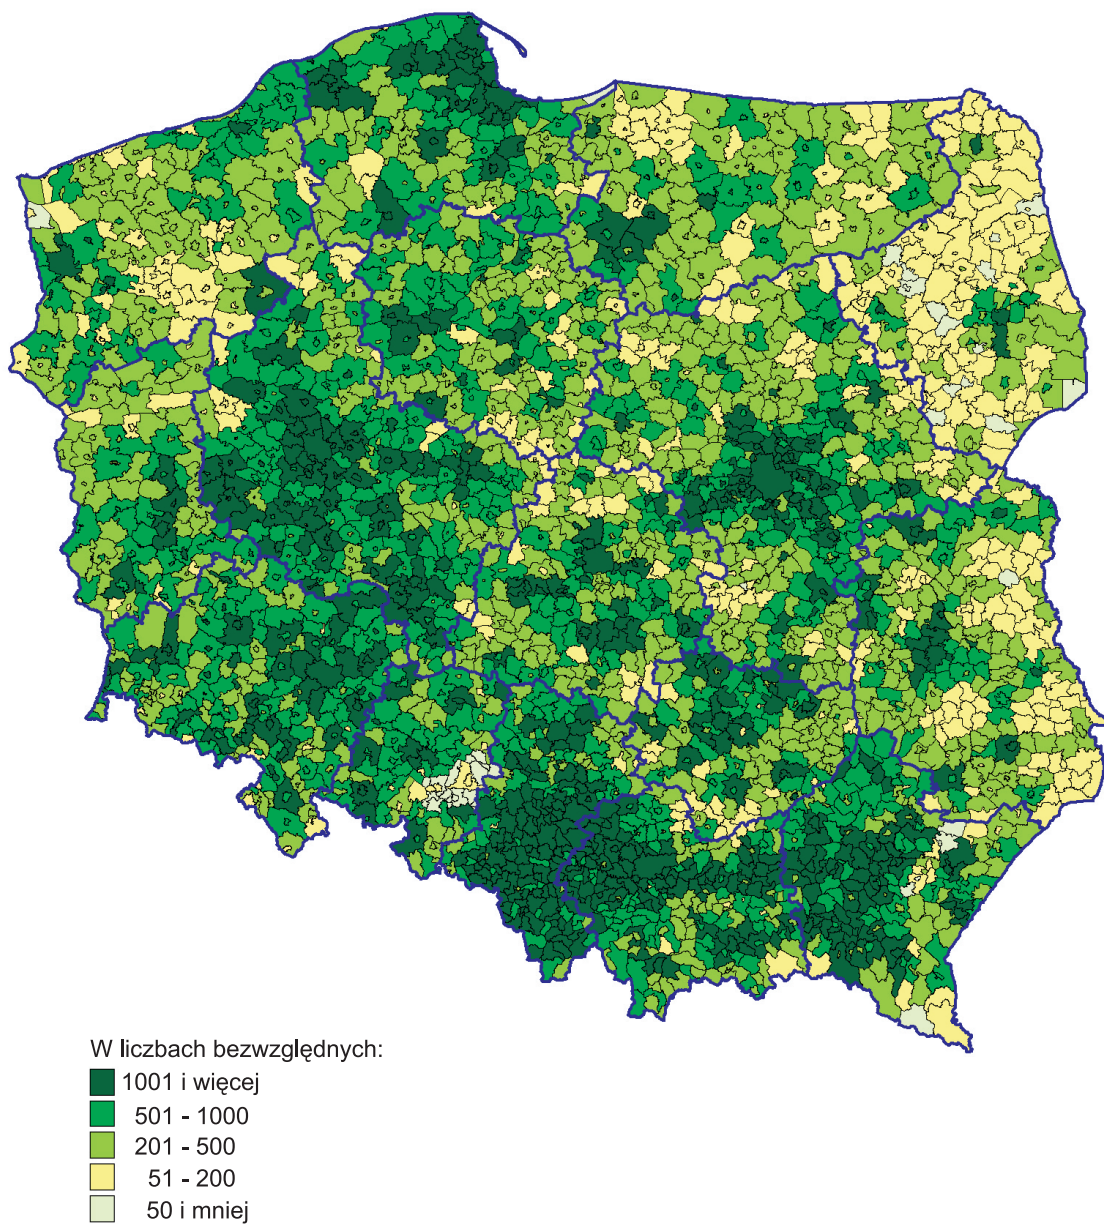 W liczbach bezwzględnych:
1001 i więcej
501 - 1000
201 - 500
51 - 200
50 i mniej